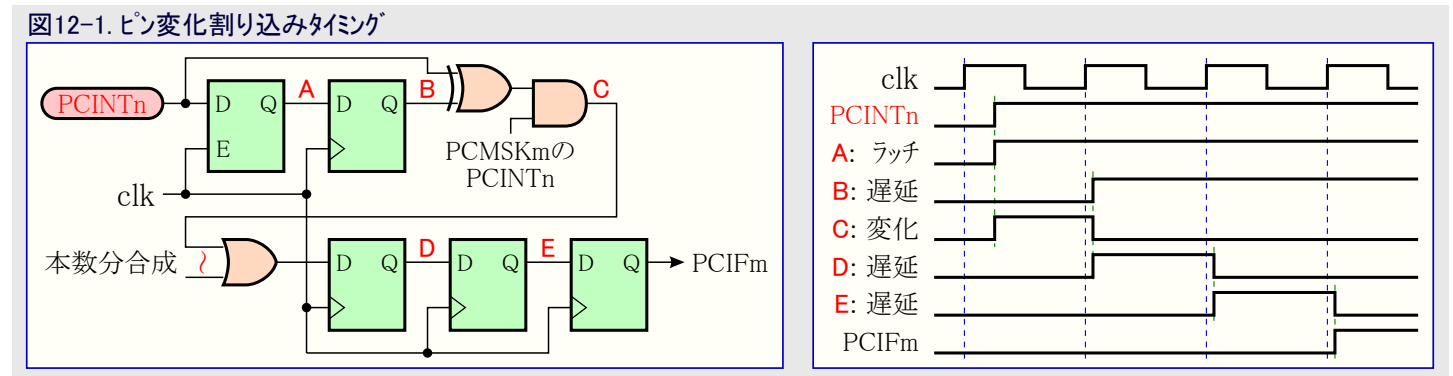 図12-1. ピン変化割り込みタイミング
PCINTn
D Q
E
A
D Q
B
C
PCMSKmの
PCINTn
clk
本数分合成
D Q
D
D Q
E
D Q
PCIFm
clk
PCINTn
A: ラッチ
B: 遅延
C: 変化
D: 遅延
E: 遅延
PCIFm